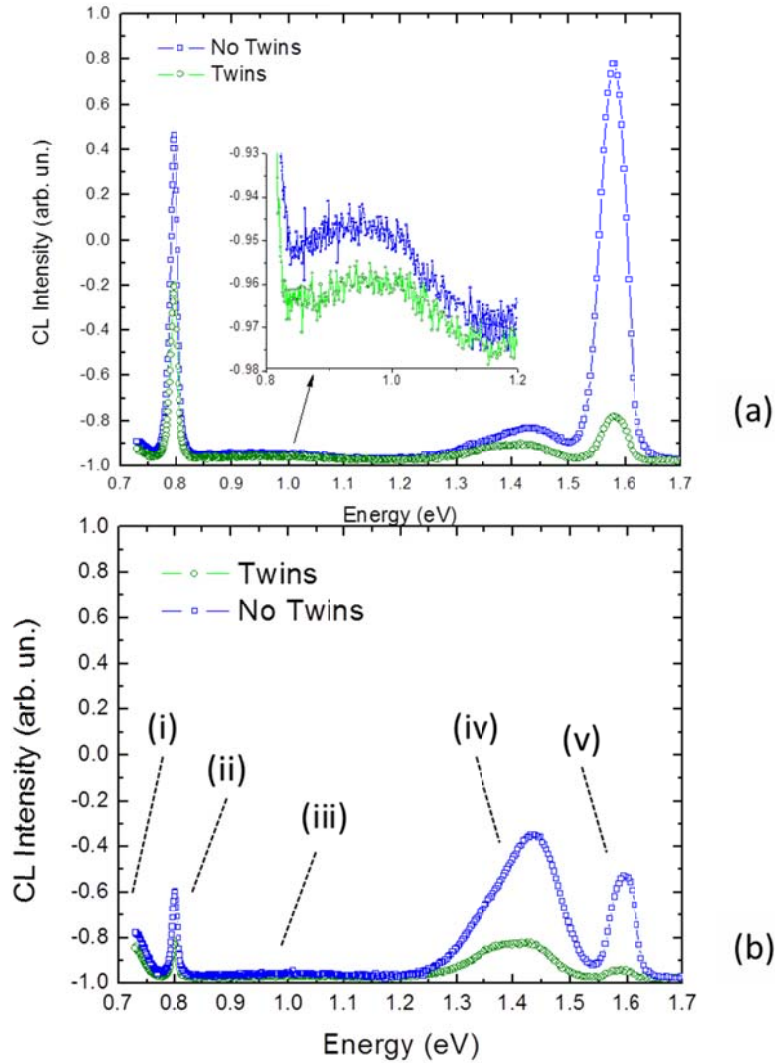 1.0
0.8
0.6
0.4
0.2
0.0
-0.2
-0.4
-0.6
-0.8
-1.0
CL Intensity (arb. un.)
No Twins
Twins
-0.93
-0.94
-0.95
-0.96
-0.97
-0.98
0.8 1.0 1.2
0.7 0.8 0.9 1.0 1.1 1.2 1.3 1.4 1.5 1.6 1.7
Energy (eV)
(a)
1.0
0.8
0.6
0.4
0.2
0.0
-0.2
-0.4
-0.6
-0.8
-1.0
CL Intensity (arb. un.)
Twins
No Twins
(i)
(ii)
(iii)
(iv)
(v)
0.7 0.8 0.9 1.0 1.1 1.2 1.3 1.4 1.5 1.6 1.7
Energy (eV)
(b)